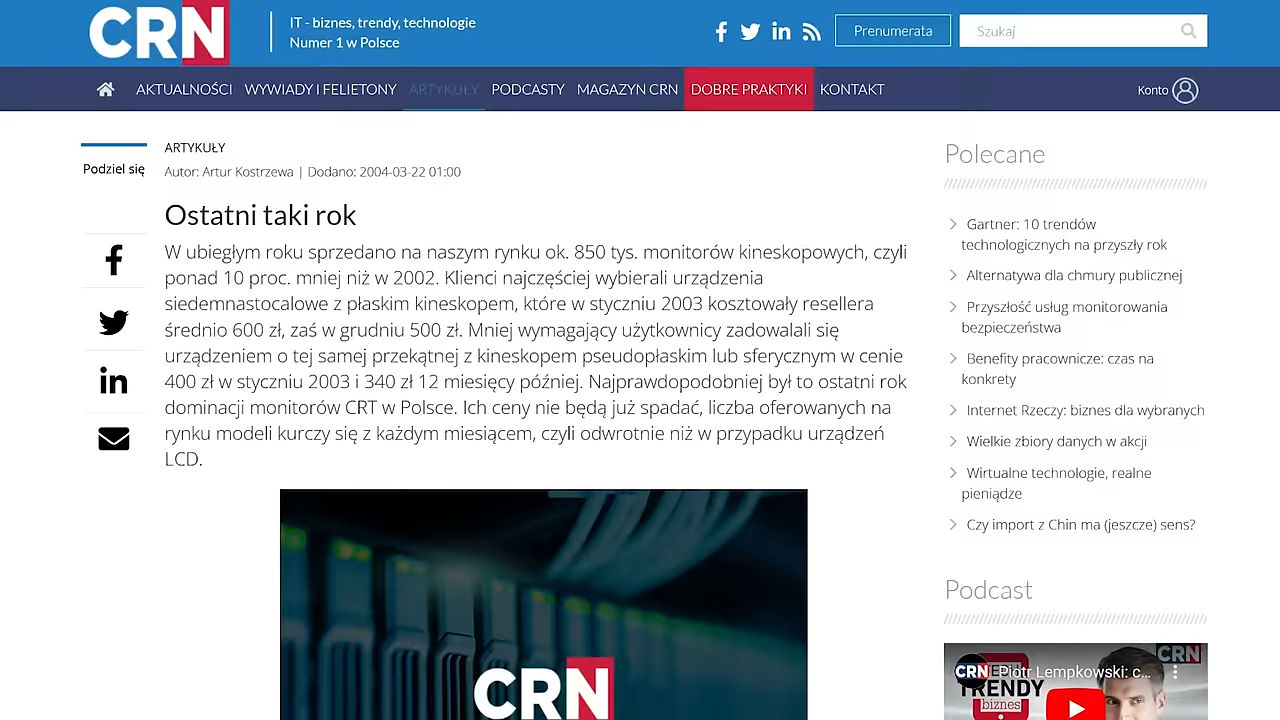 CRN
IT - biznes, trendy, technologie
Numer 1 w Polsce
Prenumerata
Szukaj
AKTUALNOŚCI
WYWIADY I FELIETONY
ARTYKUŁY
PODCASTY
MAGAZYN CRN
DOBRE PRAKTYKI
KONTAKT
Konto
Podziel się
ARTYKUŁY
Autor: Artur Kostrzewa | Dodano: 2004-03-22 01:00
Ostatni taki rok
W ubiegłym roku sprzedano na naszym rynku ok. 850 tys. monitorów kineskopowych, czyli
ponad 10 proc. mniej niż w 2002. Klienci najczęściej wybierali urządzenia
siedemnastocalowe z płaskim kineskopem, które w styczniu 2003 kosztowały resellera
średnio 600 zł, zaś w grudniu 500 zł. Mniej wymagający użytkownicy zadowalali się
urządzeniem o tej samej przekątnej z kineskopem pseudopłaskim lub sferycznym w cenie
400 zł w styczniu 2003 i 340 zł 12 miesięcy później. Najprawdopodobniej był to ostatni rok
dominacji monitorów CRT w Polsce. Ich ceny nie będą już spadać, liczba oferowanych na
rynku modeli kurczy się z każdym miesiącem, czyli odwrotnie niż w przypadku urządzeń
LCD.
CRN
Polecane
Gartner: 10 trendów
technologicznych na przyszły rok
Alternatywa dla chmury publicznej
Przyszłość usług monitorowania
bezpieczeństwa
Benefity pracownicze: czas na
konkrety
Internet Rzeczy: biznes dla wybranych
Wielkie zbiory danych w akcji
Wirtualne technologie, realne
pieniądze
Czy import z Chin ma (jeszcze) sens?
Podcast
CRN
CRN
Piotr Lempkowski: c...
TRENDY
biznes